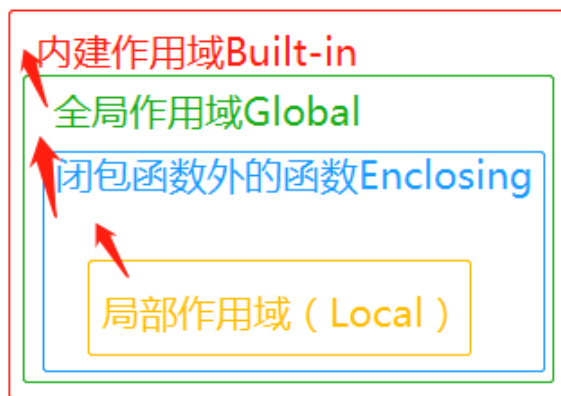 内建作用域Built-in
全局作用域Global
闭包函数外的函数Enclosing
局部作用域（Local）